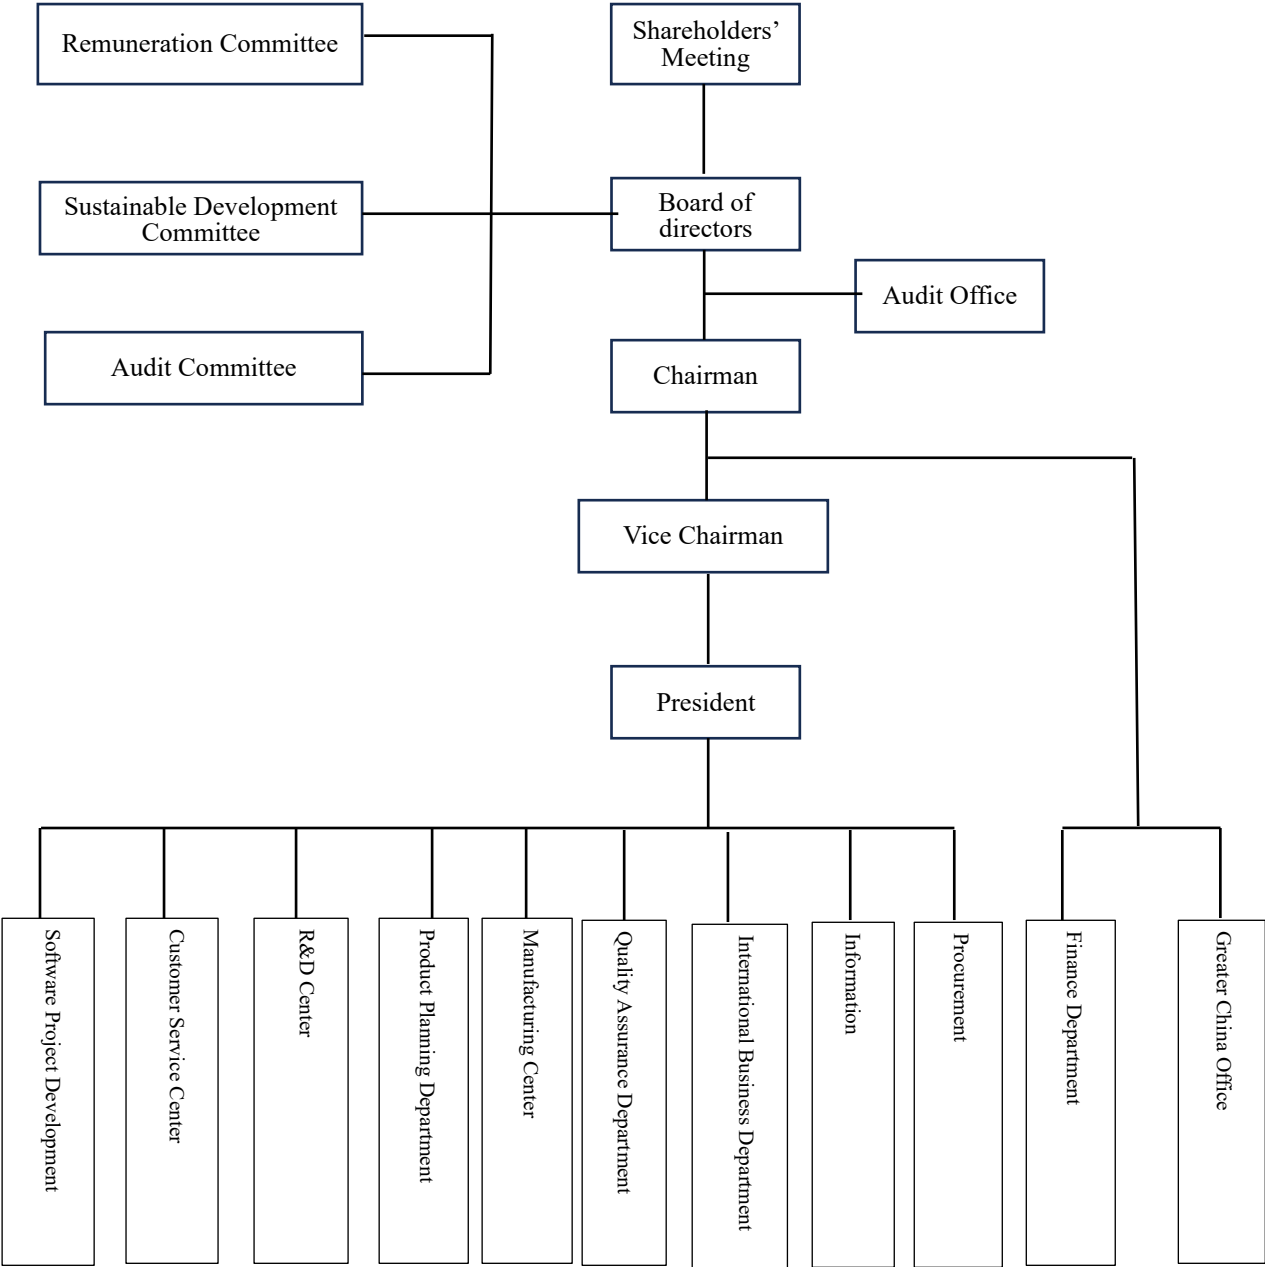 Remuneration Committee
Shareholders’
Meeting
Sustainable Development
Committee
Board of
directors
Audit Office
Audit Committee
Chairman
Vice Chairman
President
Software Project Development
Customer Service Center
R&D Center
Product Planning Department
Manufacturing Center
Quality Assurance Department
International Business Department
Information
Procurement
Finance Department
Greater China Office